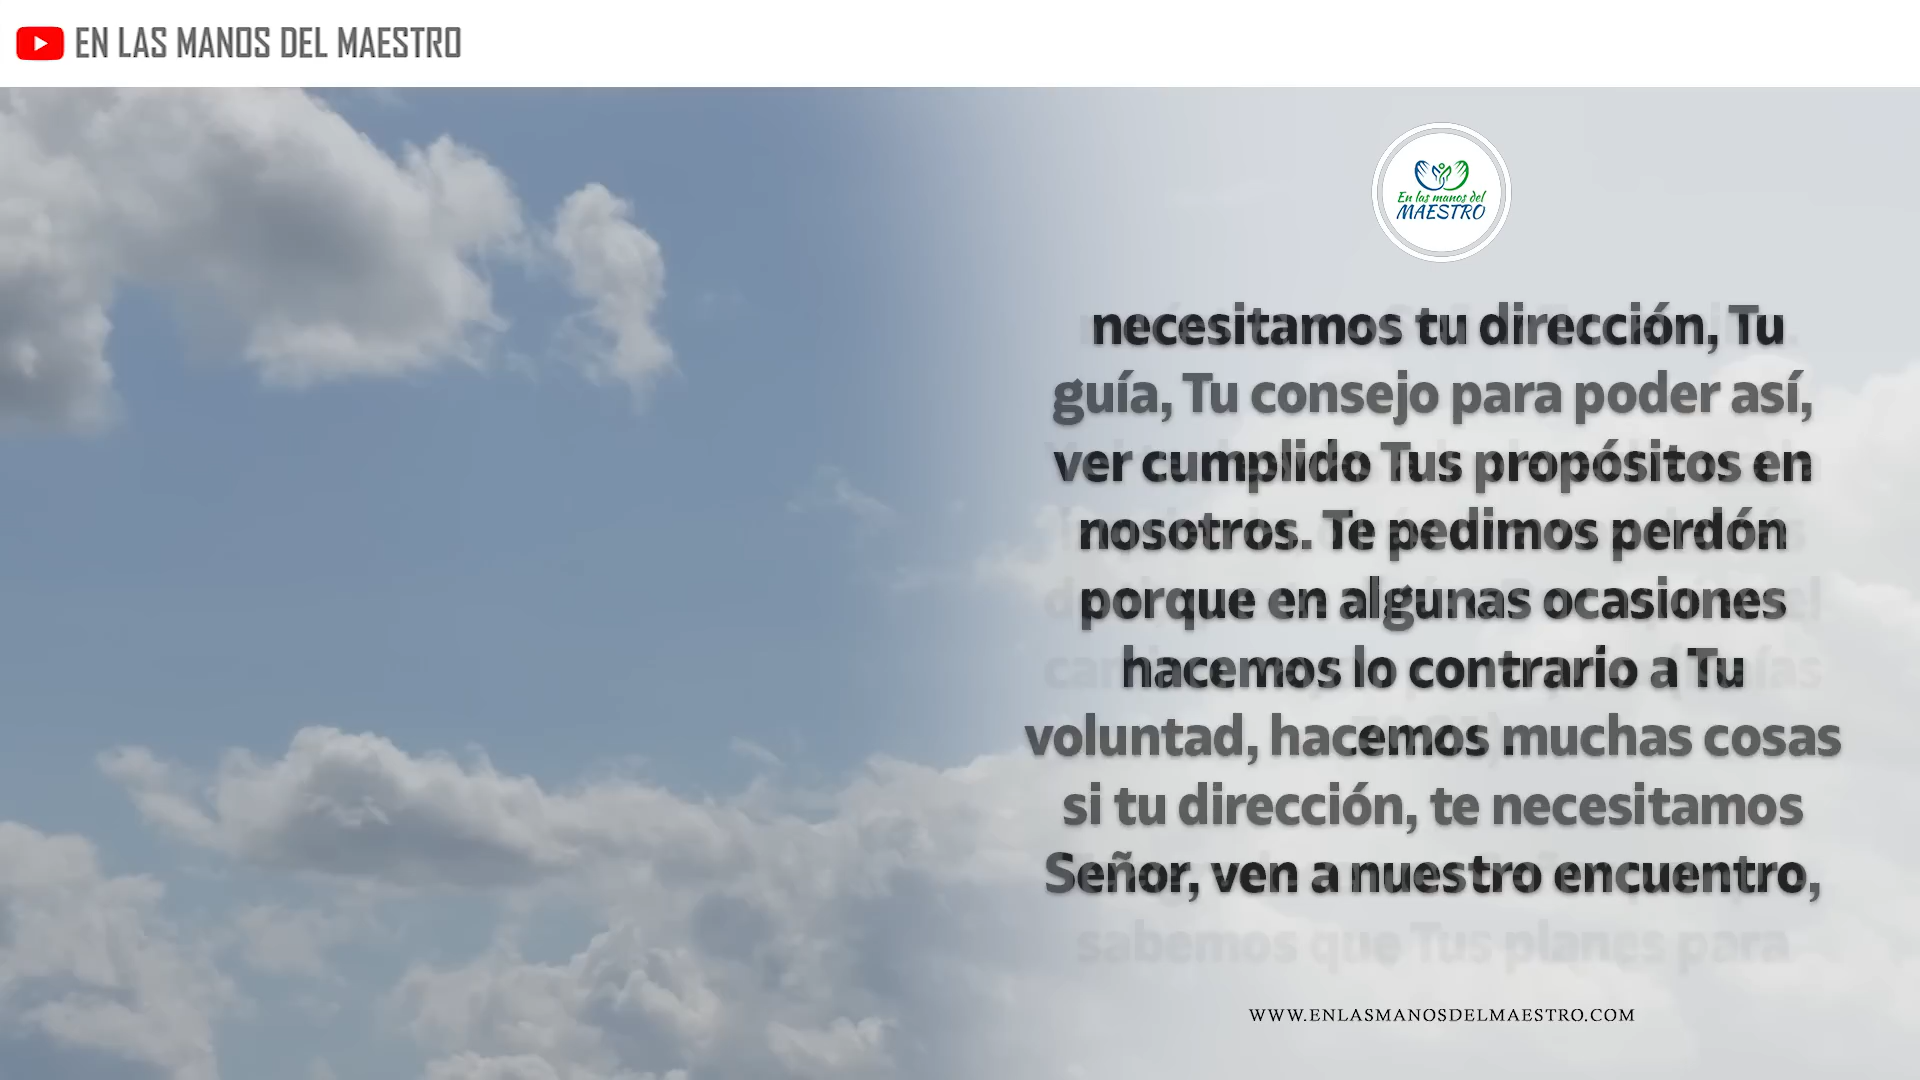 EN LAS MANOS DEL MAESTRO
En las manos del
MAESTRO
necesitamos tu dirección, Tu
guía, Tu consejo para poder así,
ver cumplido Tus propósitos en
nosotros. Te pedimos perdón
porque en algunas ocasiones
hacemos lo contrario a Tu
voluntad, hacemos muchas cosas
si tu dirección, te necesitamos
Señor, ven a nuestro encuentro,
sabemos que Tus planes para
WWW.ENLASMANOSDELMAESTRO.COM